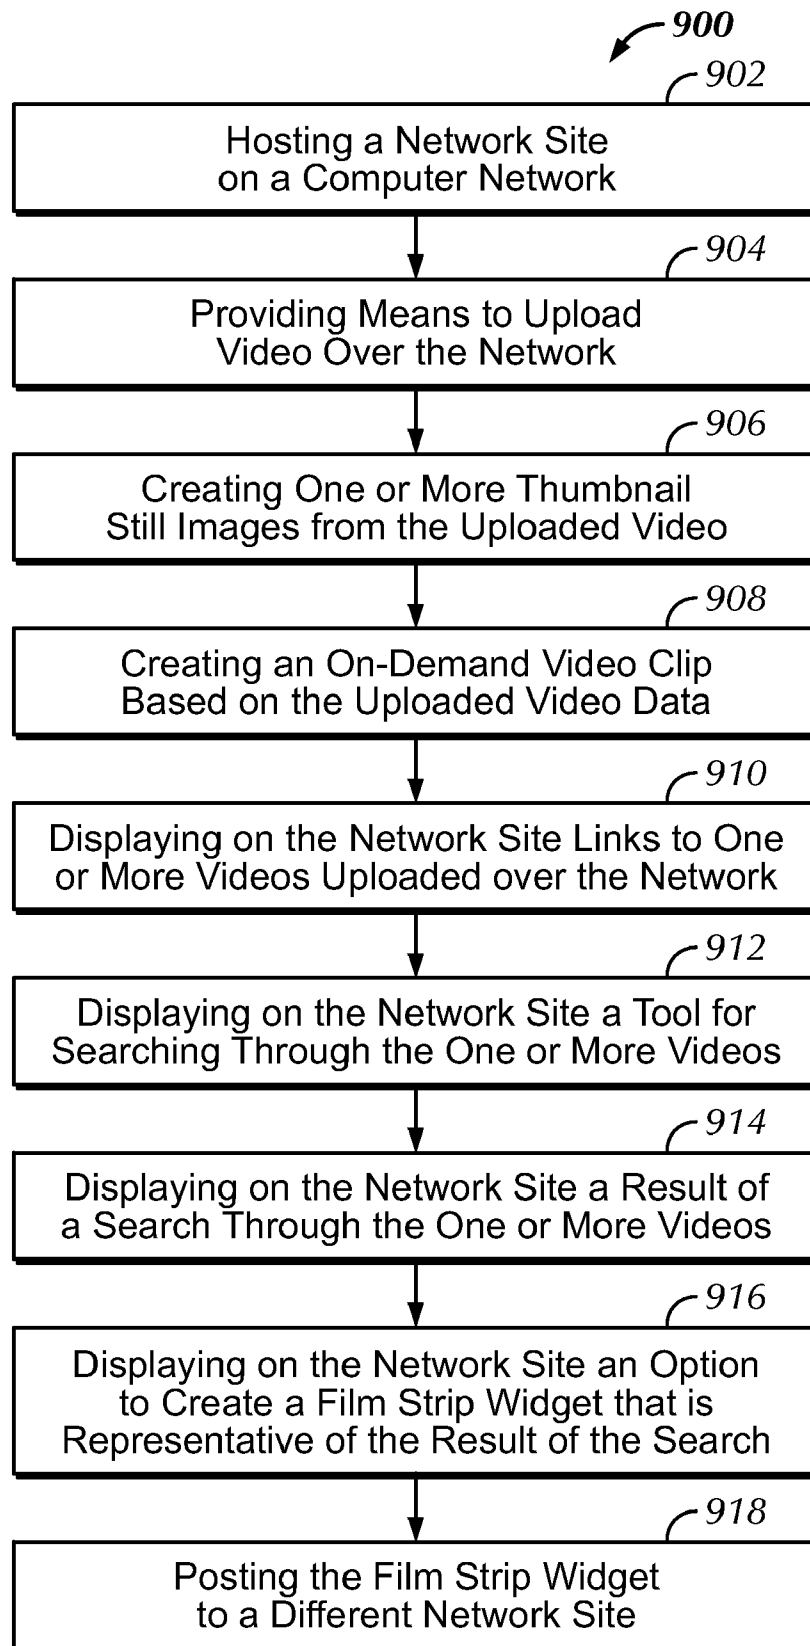 900
902
Hosting a Network Site
on a Computer Network
904
Providing Means to Upload
Video Over the Network
906
Creating One or More Thumbnail
Still Images from the Uploaded Video
908
Creating an On-Demand Video Clip
Based on the Uploaded Video Data
910
Displaying on the Network Site Links to One
or More Videos Uploaded over the Network
912
Displaying on the Network Site a Tool for
Searching Through the One or More Videos
914
Displaying on the Network Site a Result of
a Search Through the One or More Videos
916
Displaying on the Network Site an Option
to Create a Film Strip Widget that is
Representative of the Result of the Search
918
Posting the Film Strip Widget
to a Different Network Site